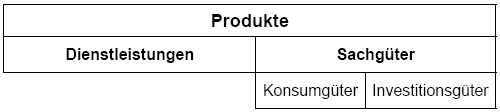 Produkte
Dienstleistungen Sachgüter
Konsumgüter Investitionsgüter